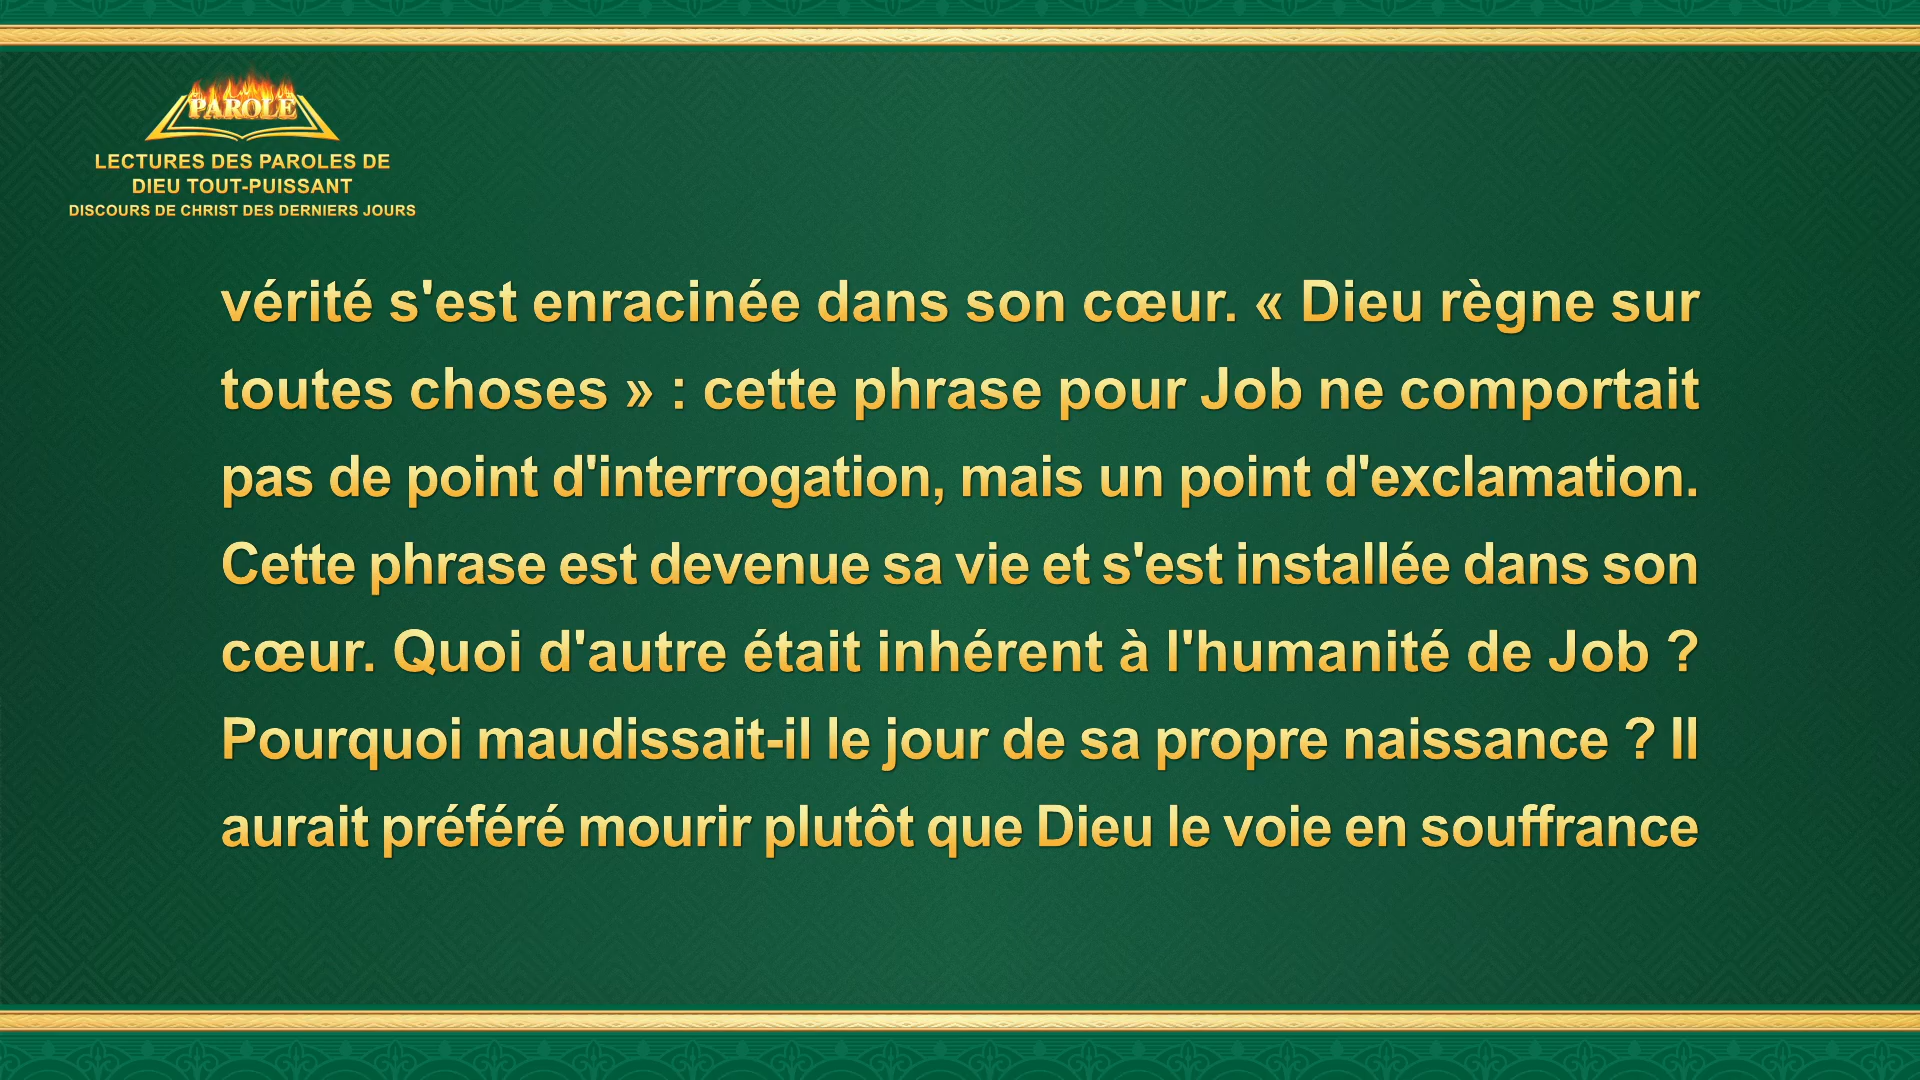 PAROLE
LECTURES DES PAROLES DE
DIEU TOUT-PUISSANT
DISCOURS DE CHRIST DES DERNIERS JOURS
vérité s'est enracinée dans son cœur. « Dieu règne sur
toutes choses » : cette phrase pour Job ne comportait
pas de point d'interrogation, mais un point d'exclamation.
Cette phrase est devenue sa vie et s'est installée dans son
cœur. Quoi d'autre était inhérent à l'humanité de Job ?
Pourquoi maudissait-il le jour de sa propre naissance ? Il
aurait préféré mourir plutôt que Dieu le voie en souffrance